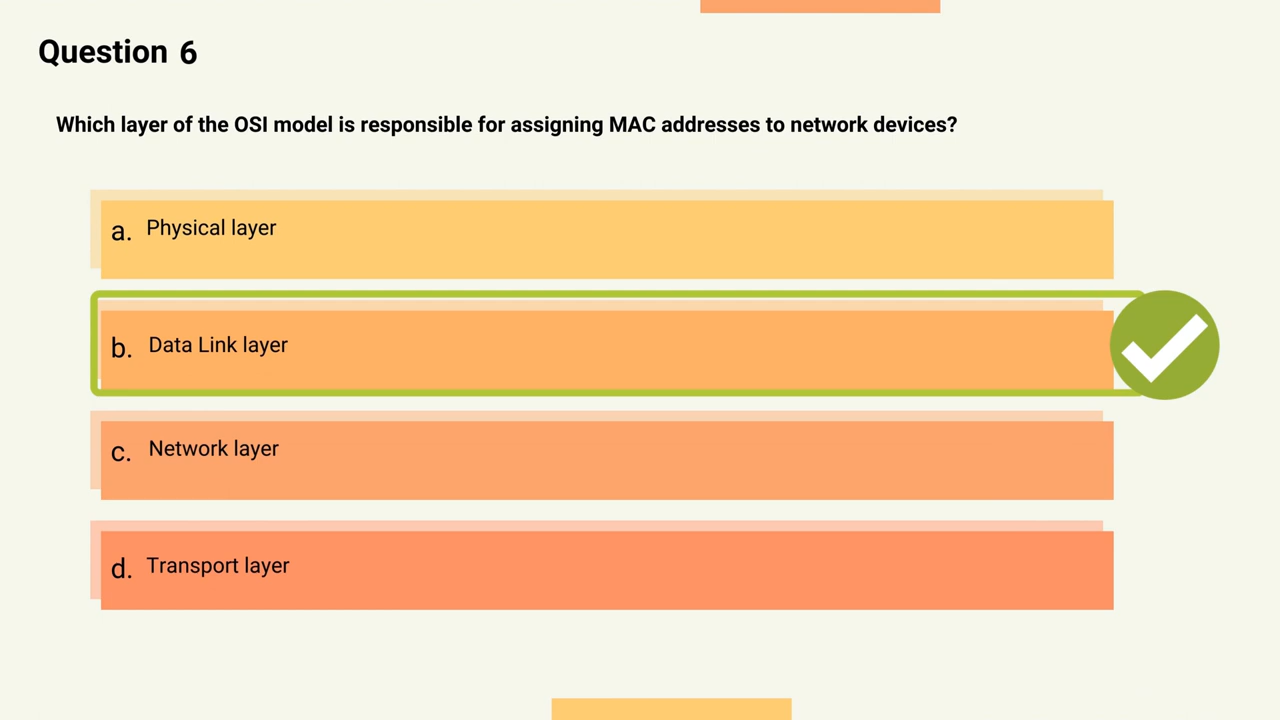 Question 6
Which layer of the OSI model is responsible for assigning MAC addresses to network devices?
a. Physical layer
b. Data Link layer
c. Network layer
d. Transport layer